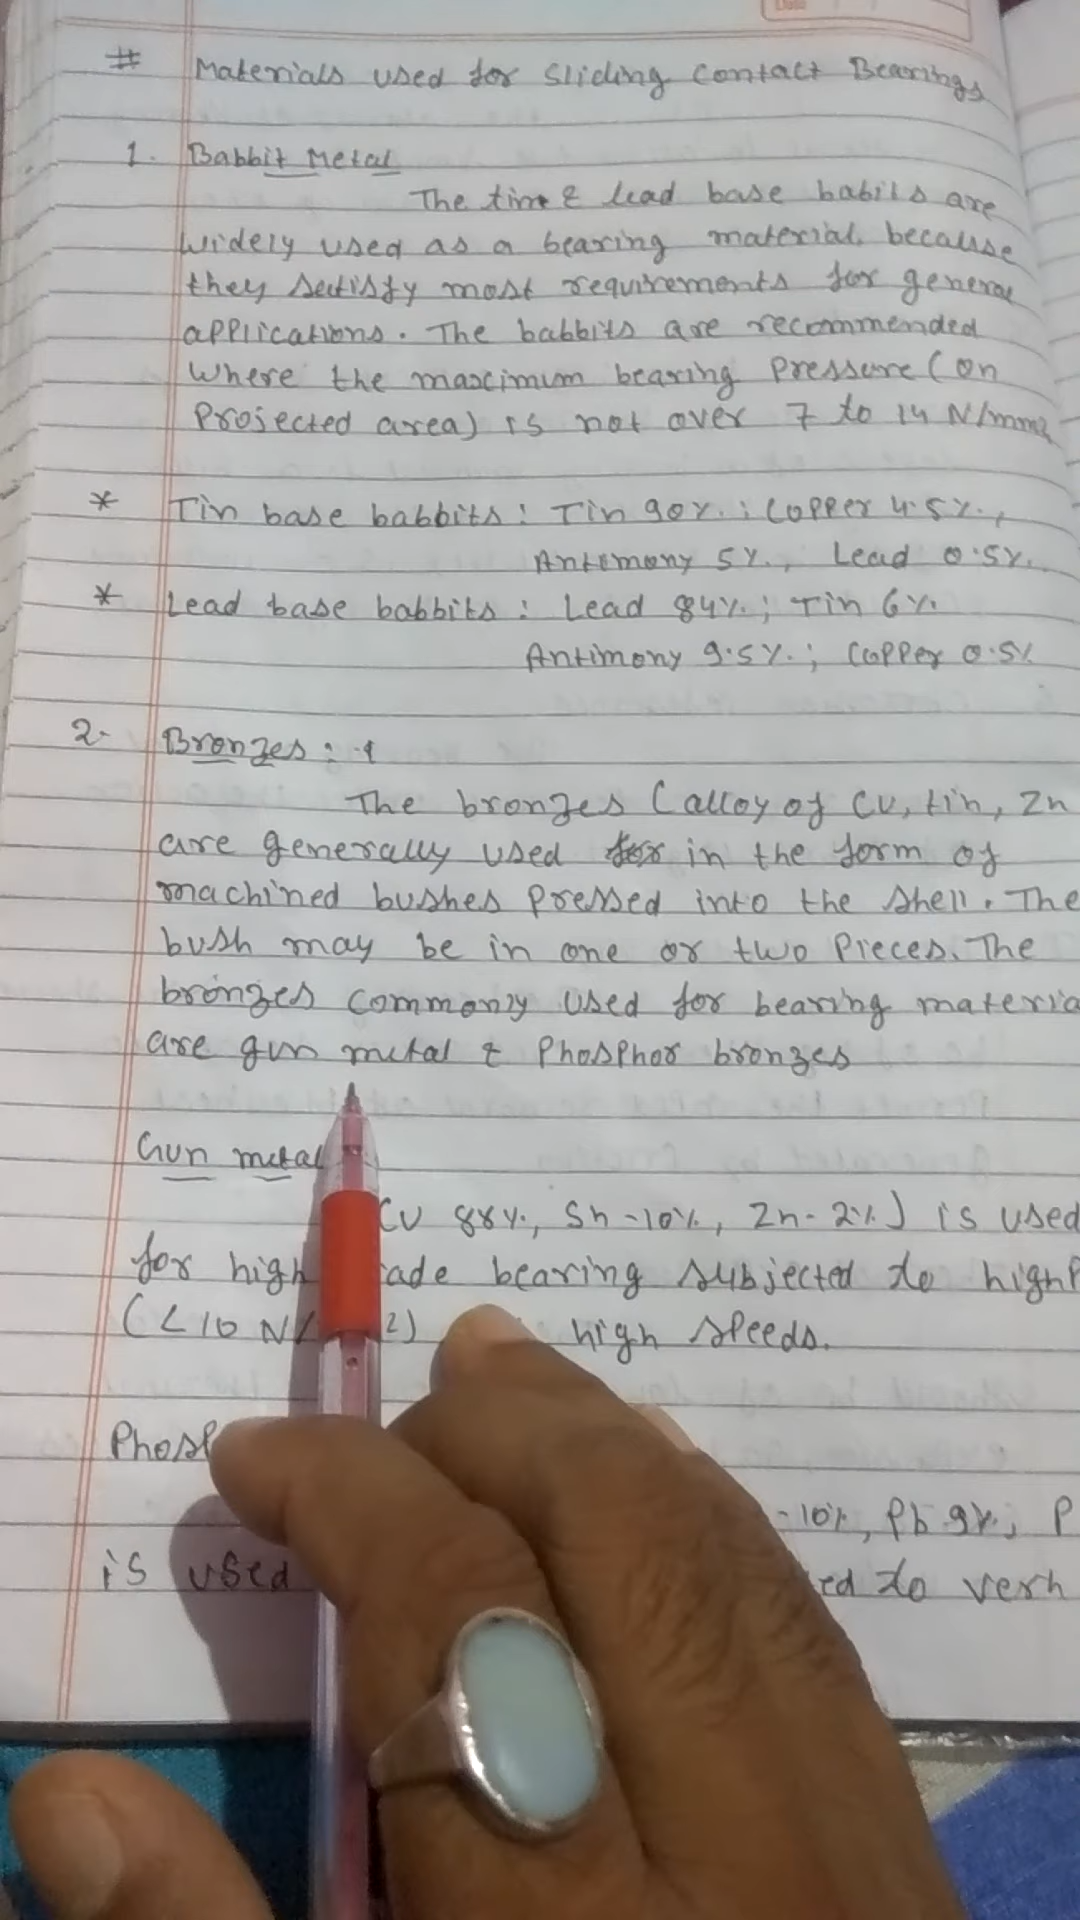 # Materials used for Sliding Contact Bearings
1. Babbit Metal
The tin & lead base babils are
widely used as a bearing material, because
they satisfy most requirements for general
applications. The babbits are recommended
where the maximum bearing Pressure (on
Projected area) is not over 7 to 14 N/mm2
* Tin base babbits : Tin 90%. ; Copper 4.5%.,
Antimony 5%., Lead 0.5%.
* Lead base babbits : Lead 84%. ; Tin 6%.
Antimony 9.5%. ; Copper 0.5%
2. Bronzes :-
The bronzes (alloy of Cu, tin, Zn
are generally used in the form of
machined bushes pressed into the shell. The
bush may be in one or two Pieces. The
bronzes commonly used for bearing materia
are gun metal & Phosphor bronzes
Gun metal
Cu 88%., Sn-10%, Zn-2%) is used
for high ade bearing subjected to high P
(<10 N/ 2) high speeds.
Phosp
-10%, Pb 9%, P
is used ted to verh